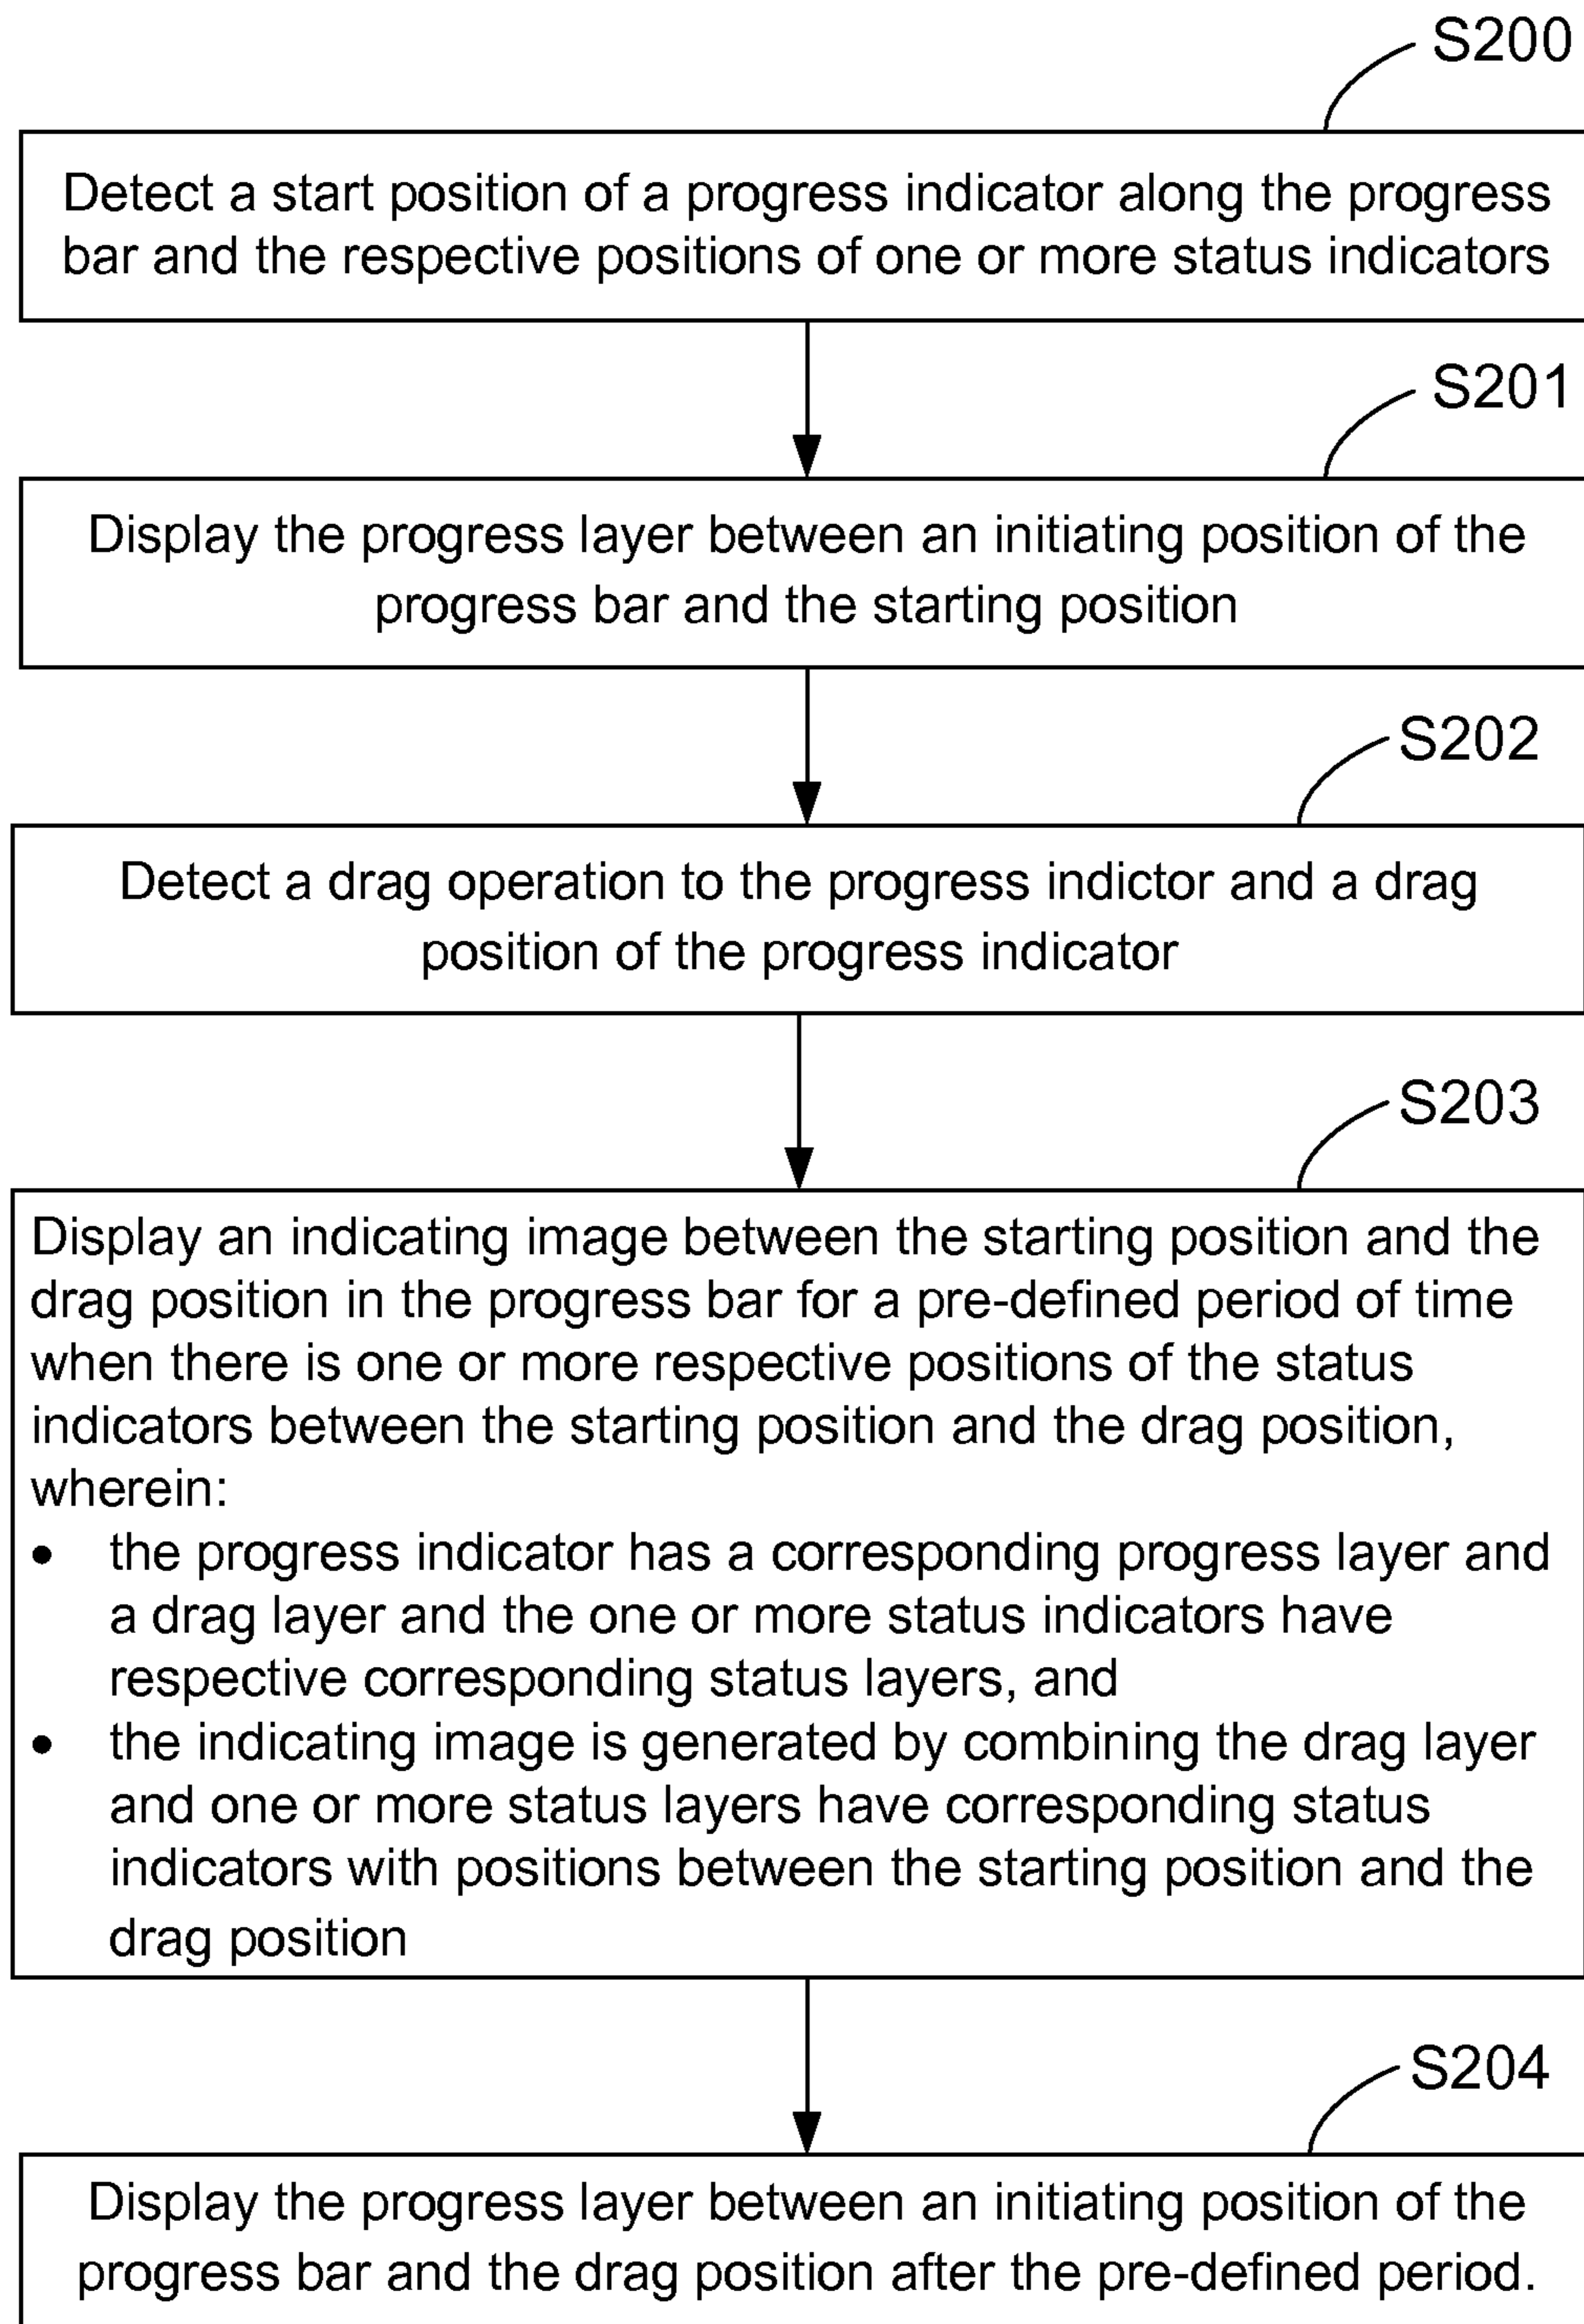 S200
Detect a start position of a progress indicator along the progress
bar and the respective positions of one or more status indicators
S201
Display the progress layer between an initiating position of the
progress bar and the starting position
S202
Detect a drag operation to the progress indictor and a drag
position of the progress indicator
S203
Display an indicating image between the starting position and the
drag position in the progress bar for a pre-defined period of time
when there is one or more respective positions of the status
indicators between the starting position and the drag position,
wherein:
• the progress indicator has a corresponding progress layer and
a drag layer and the one or more status indicators have
respective corresponding status layers, and
• the indicating image is generated by combining the drag layer
and one or more status layers have corresponding status
indicators with positions between the starting position and the
drag position
S204
Display the progress layer between an initiating position of the
progress bar and the drag position after the pre-defined period.